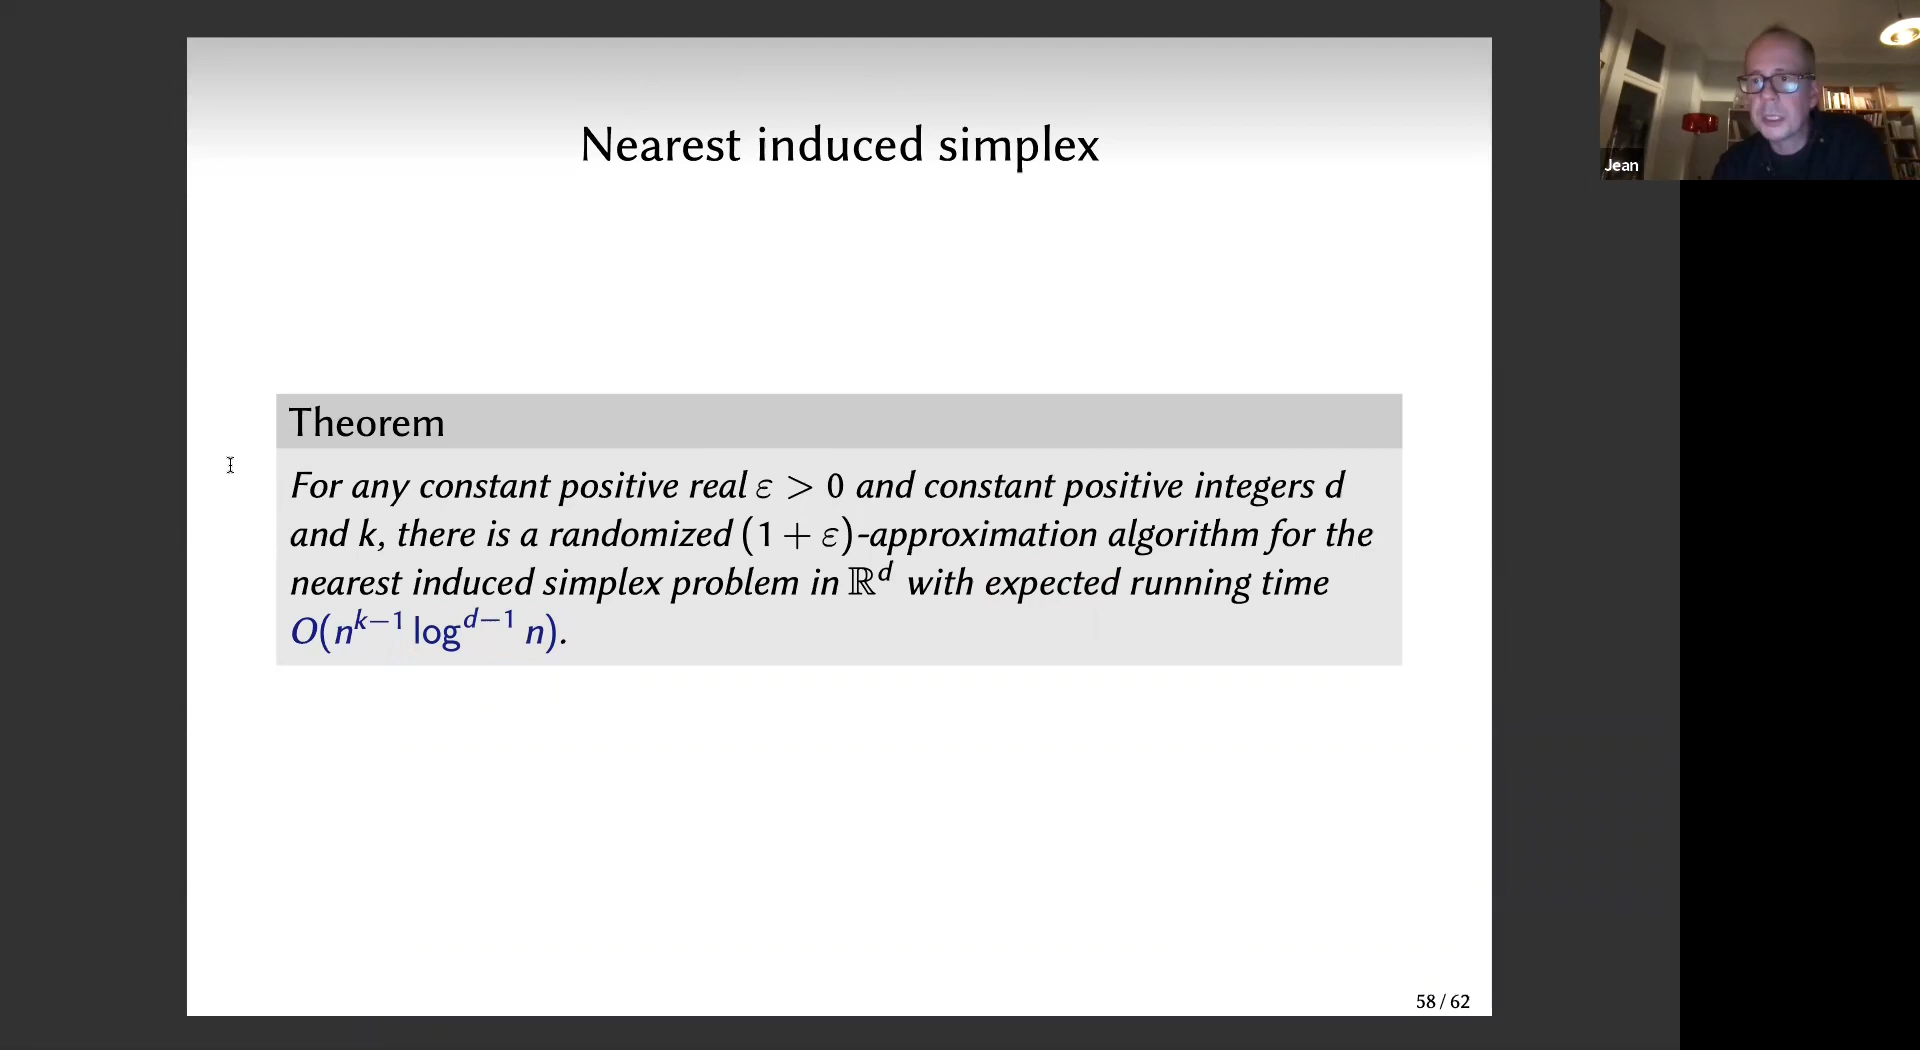 Nearest induced simplex
Jean
Theorem
For any constant positive real ε > 0 and constant positive integers d
and k, there is a randomized (1 + ε)-approximation algorithm for the
nearest induced simplex problem in ℝ^d with expected running time
O(n^{k−1} log^{d−1} n).
58 / 62